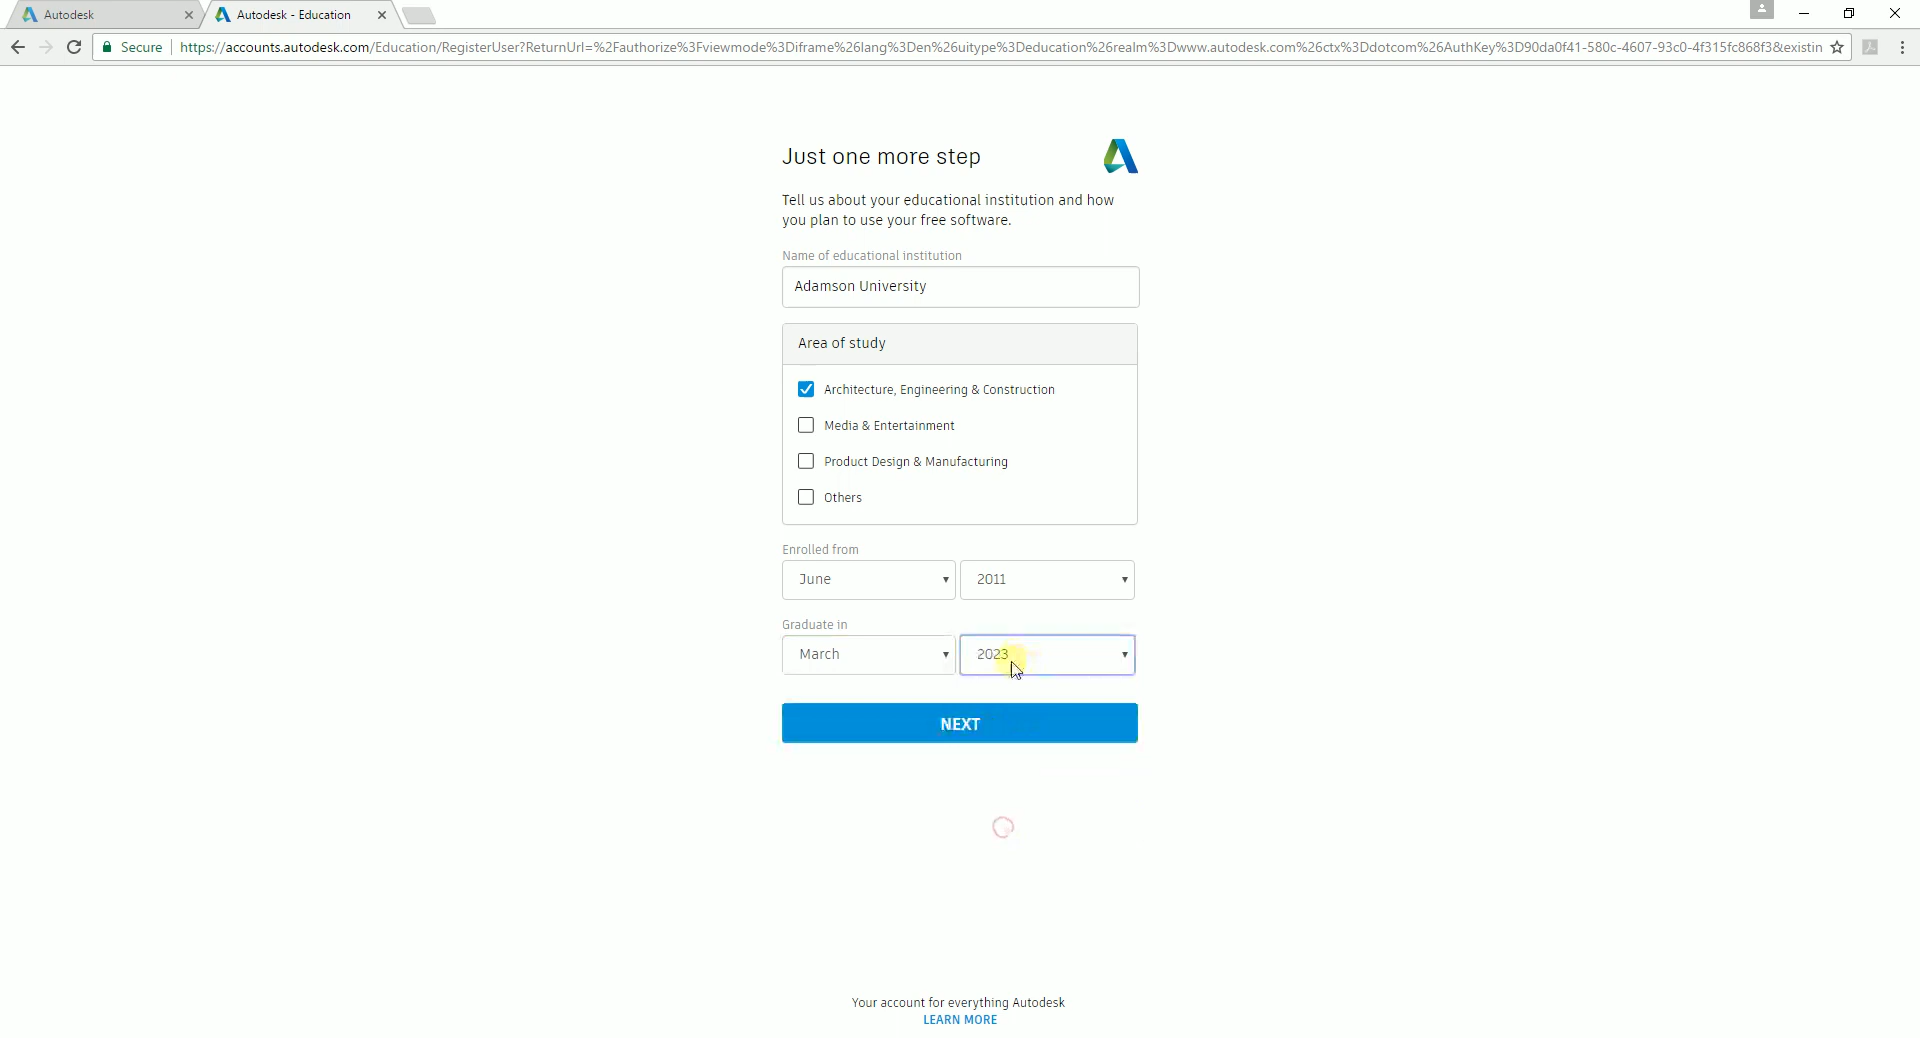 Autodesk
Autodesk - Education
Secure
https://accounts.autodesk.com/Education/RegisterUser?ReturnUrl=%2Fauthorize%3Fviewmode%3Diframe%26lang%3Den%26uitype%3Deducation%26realm%3Dwww.autodesk.com%26ctx%3Ddotcom%26AuthKey%3D90da0f41-580c-4607-93c0-4f315fc868f3&existin
Just one more step
Tell us about your educational institution and how
you plan to use your free software.
Name of educational institution
Adamson University
Area of study
Architecture, Engineering & Construction
Media & Entertainment
Product Design & Manufacturing
Others
Enrolled from
June
2011
Graduate in
March
2023
NEXT
Your account for everything Autodesk
LEARN MORE